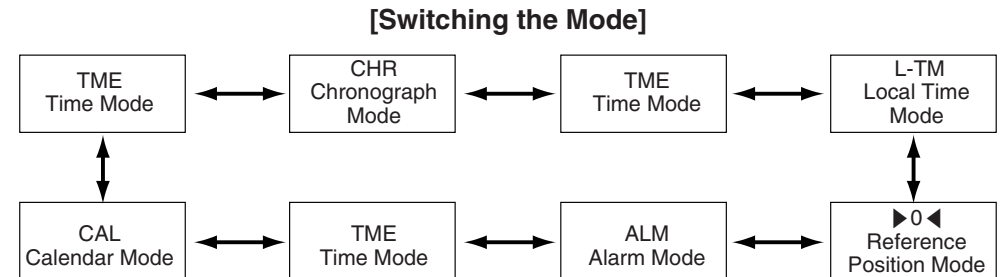 [Switching the Mode]
TME
Time Mode
CHR
Chronograph
Mode
TME
Time Mode
L-TM
Local Time
Mode
CAL
Calendar Mode
TME
Time Mode
ALM
Alarm Mode
▶0◀
Reference
Position Mode